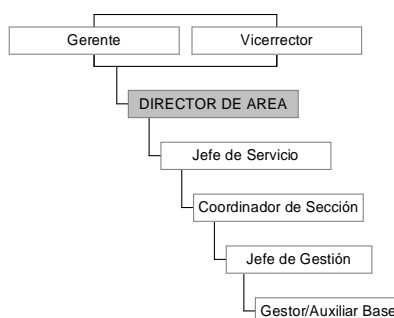 Gerente
Vicerrector
DIRECTOR DE AREA
Jefe de Servicio
Coordinador de Sección
Jefe de Gestión
Gestor/Auxiliar Base